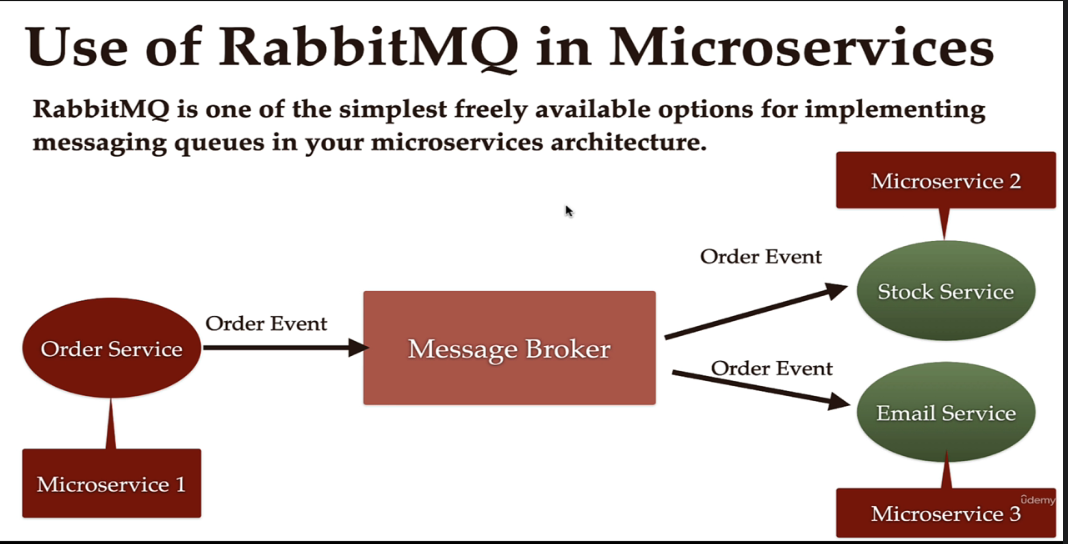 Use of RabbitMQ in Microservices
RabbitMQ is one of the simplest freely available options for implementing
messaging queues in your microservices architecture.
Microservice 2
Order Event
Stock Service
Order Event
Order Service
Message Broker
Order Event
Email Service
Microservice 1
ûdemy
Microservice 3